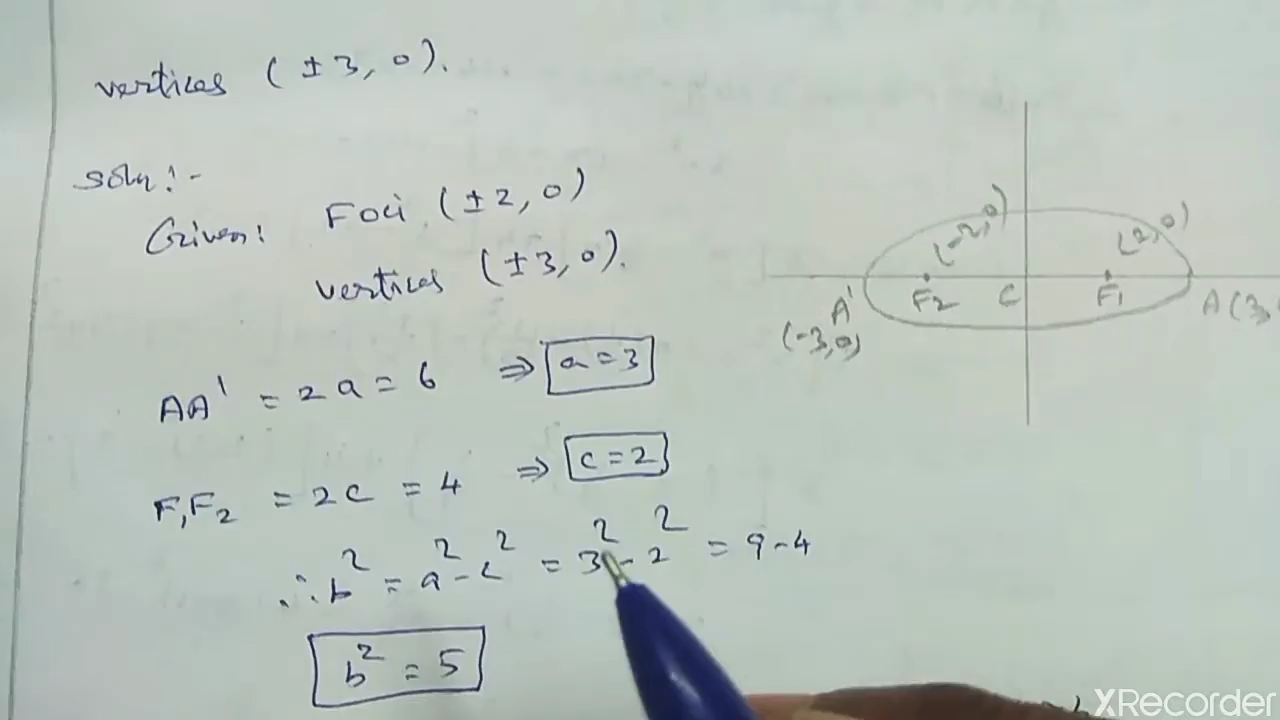 vertices (±3, 0).
Soln:-
Given: Foci (±2, 0)
vertices (±3, 0).
AA' = 2a = 6 ⇒ a = 3
F₁F₂ = 2c = 4 ⇒ c = 2
∴ b² = a² - c² = 3² - 2² = 9 - 4
b² = 5
(-2, 0)
(2, 0)
A'
F2
C
F1
A (3,
(-3, 0)
XRecorder